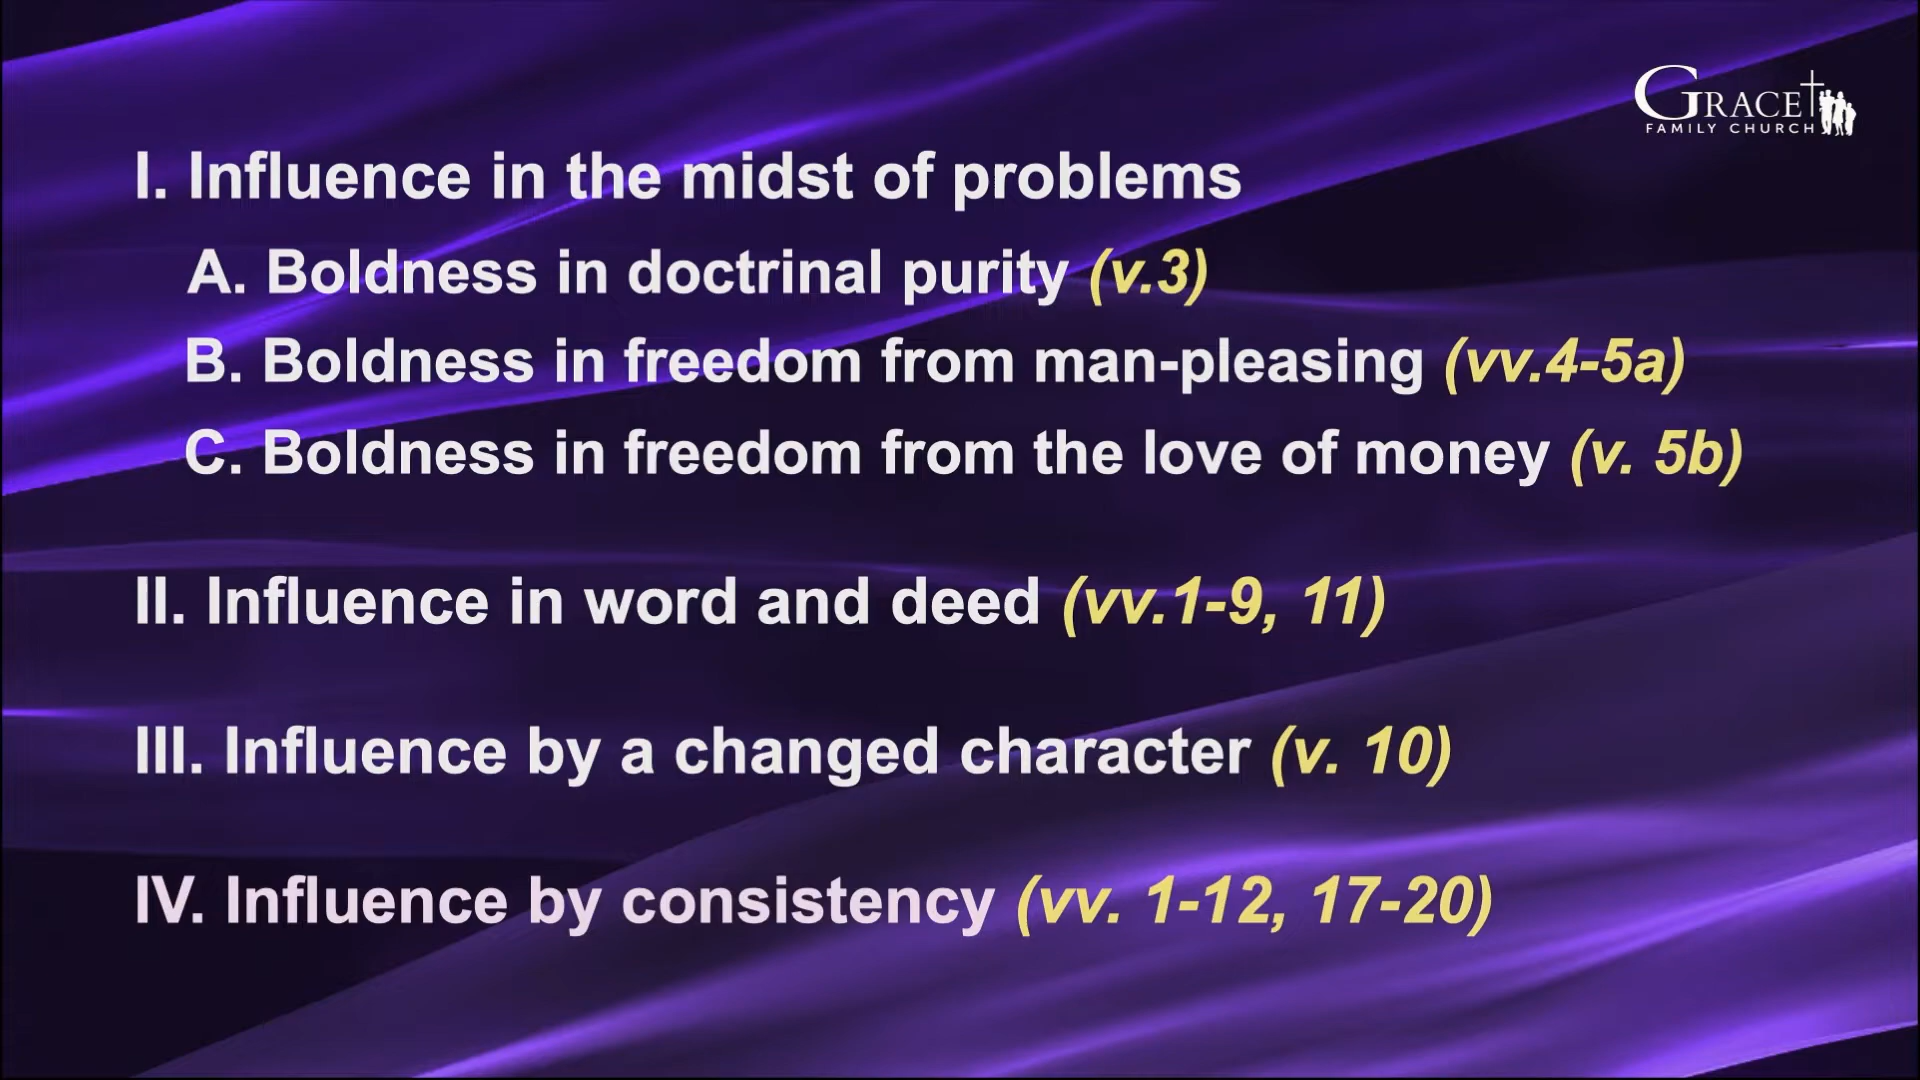 GRACE
FAMILY CHURCH
I. Influence in the midst of problems
A. Boldness in doctrinal purity (v.3)
B. Boldness in freedom from man-pleasing (vv.4-5a)
C. Boldness in freedom from the love of money (v. 5b)
II. Influence in word and deed (vv.1-9, 11)
III. Influence by a changed character (v. 10)
IV. Influence by consistency (vv. 1-12, 17-20)